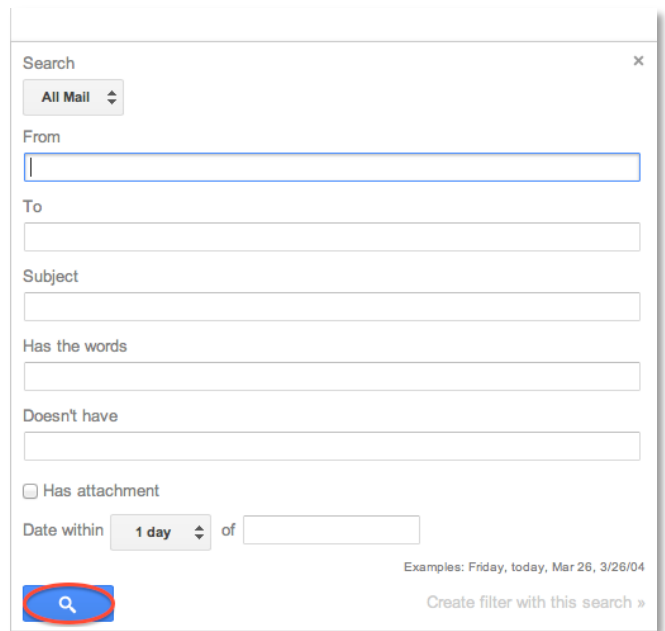 Search
All Mail
From
To
Subject
Has the words
Doesn't have
Has attachment
Date within 1 day of
Examples: Friday, today, Mar 26, 3/26/04
Create filter with this search »